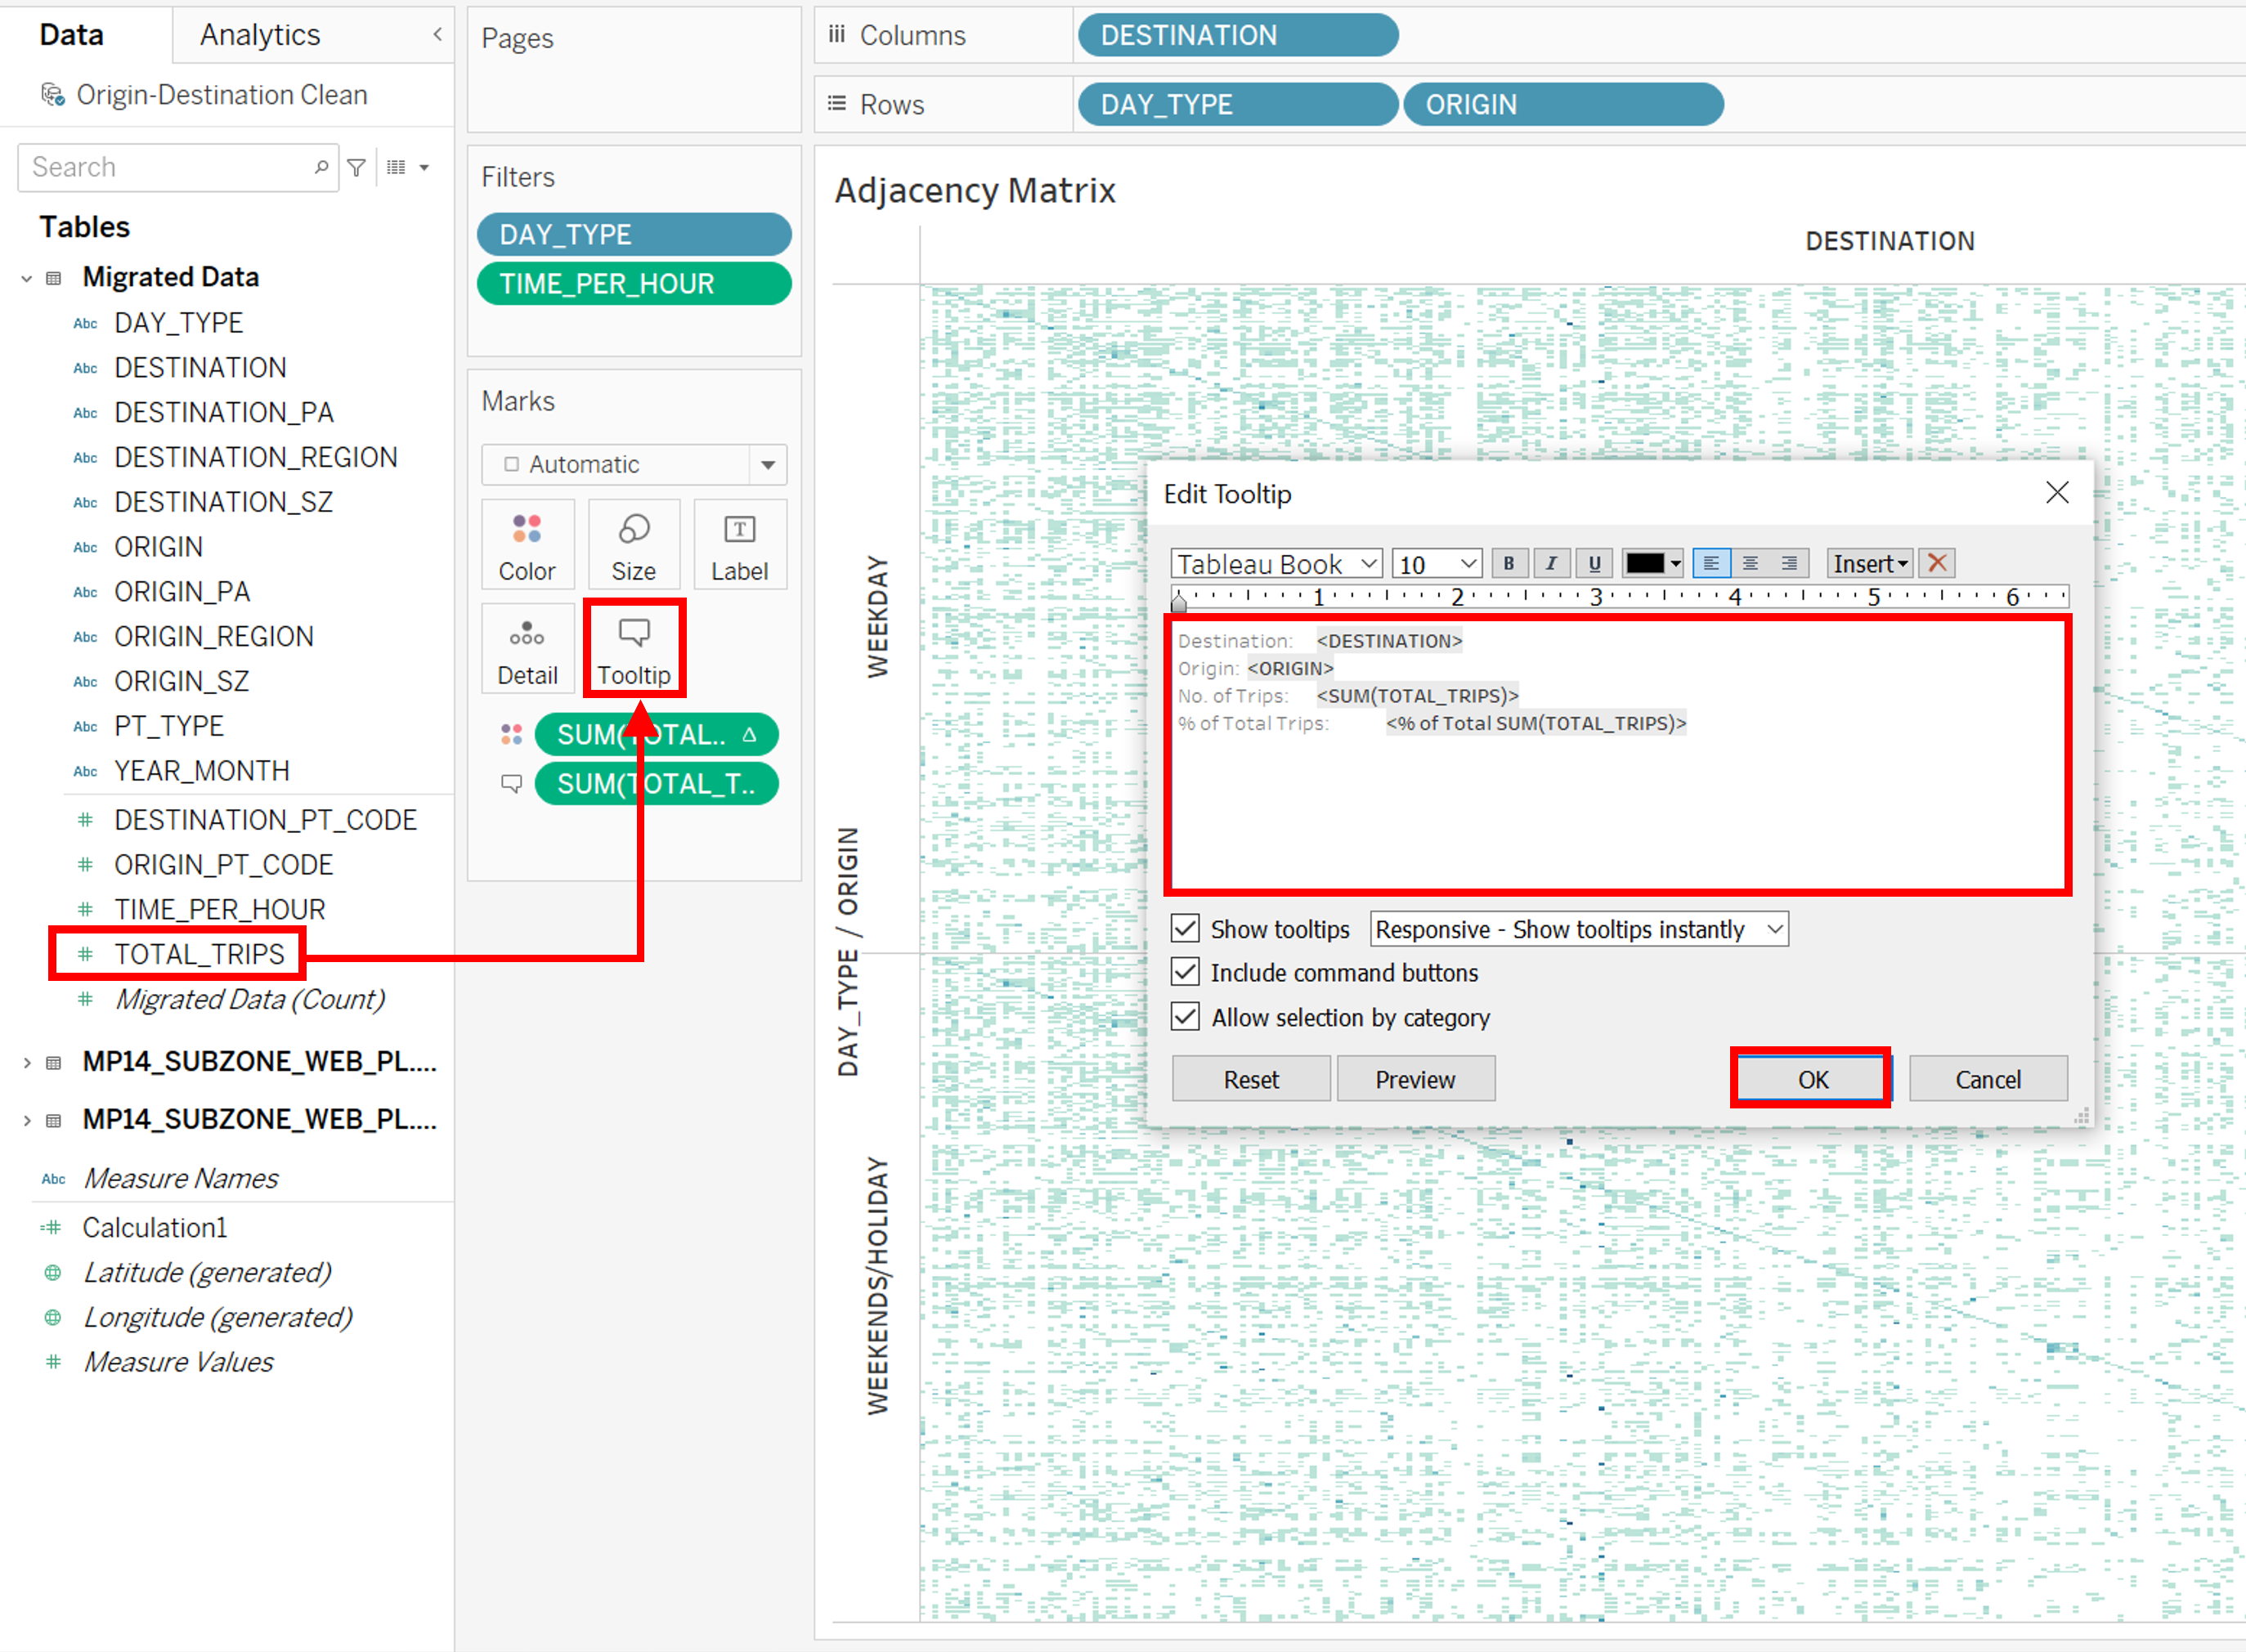 Data
Analytics
Origin-Destination Clean
Search
Tables
Migrated Data
Abc DAY_TYPE
Abc DESTINATION
Abc DESTINATION_PA
Abc DESTINATION_REGION
Abc DESTINATION_SZ
Abc ORIGIN
Abc ORIGIN_PA
Abc ORIGIN_REGION
Abc ORIGIN_SZ
Abc PT_TYPE
Abc YEAR_MONTH
# DESTINATION_PT_CODE
# ORIGIN_PT_CODE
# TIME_PER_HOUR
# TOTAL_TRIPS
# Migrated Data (Count)
MP14_SUBZONE_WEB_PL....
MP14_SUBZONE_WEB_PL....
Abc Measure Names
=# Calculation1
Latitude (generated)
Longitude (generated)
# Measure Values
Pages
Filters
DAY_TYPE
TIME_PER_HOUR
Marks
Automatic
Color
Size
T
Label
Detail
Tooltip
SUM(TOTAL.. Δ
SUM(TOTAL_T..
Columns
DESTINATION
Rows
DAY_TYPE
ORIGIN
Adjacency Matrix
DESTINATION
DAY_TYPE / ORIGIN
WEEKDAY
WEEKENDS/HOLIDAY
Edit Tooltip
Tableau Book
10
B
I
U
Insert
1 2 3 4 5 6
Destination: <DESTINATION>
Origin: <ORIGIN>
No. of Trips: <SUM(TOTAL_TRIPS)>
% of Total Trips: <% of Total SUM(TOTAL_TRIPS)>
Show tooltips
Responsive - Show tooltips instantly
Include command buttons
Allow selection by category
Reset
Preview
OK
Cancel